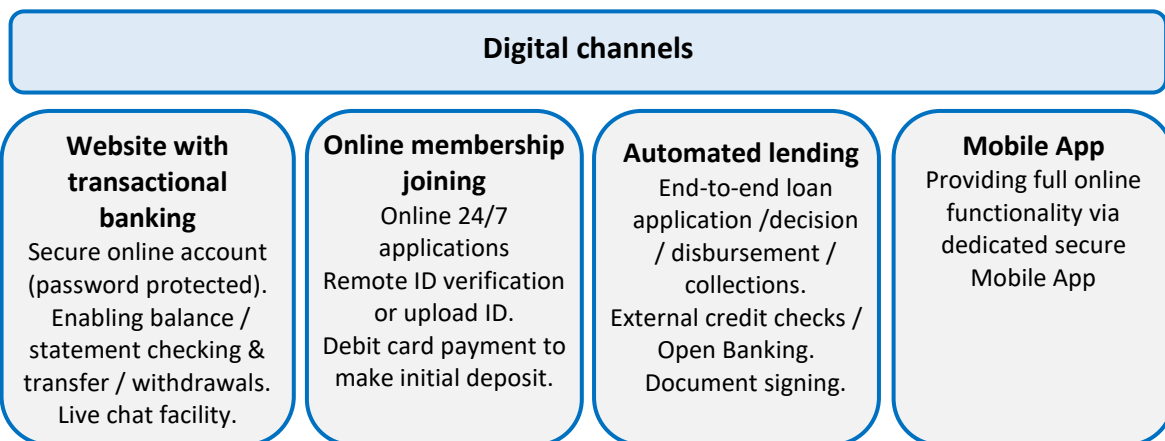 Digital channels
Website with
transactional
banking
Secure online account
(password protected).
Enabling balance /
statement checking &
transfer / withdrawals.
Live chat facility.
Online membership
joining
Online 24/7
applications
Remote ID verification
or upload ID.
Debit card payment to
make initial deposit.
Automated lending
End-to-end loan
application /decision
/ disbursement /
collections.
External credit checks /
Open Banking.
Document signing.
Mobile App
Providing full online
functionality via
dedicated secure
Mobile App